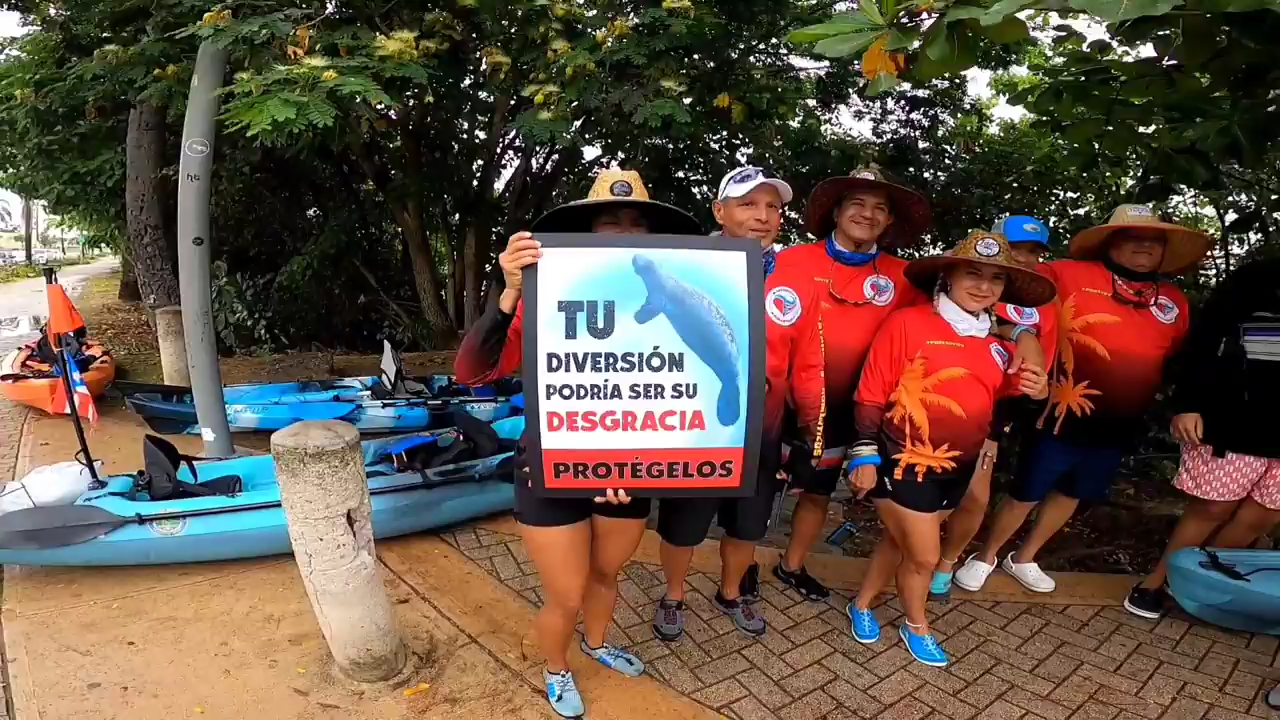 TU
DIVERSIÓN
PODRÍA SER SU
DESGRACIA
PROTÉGELOS